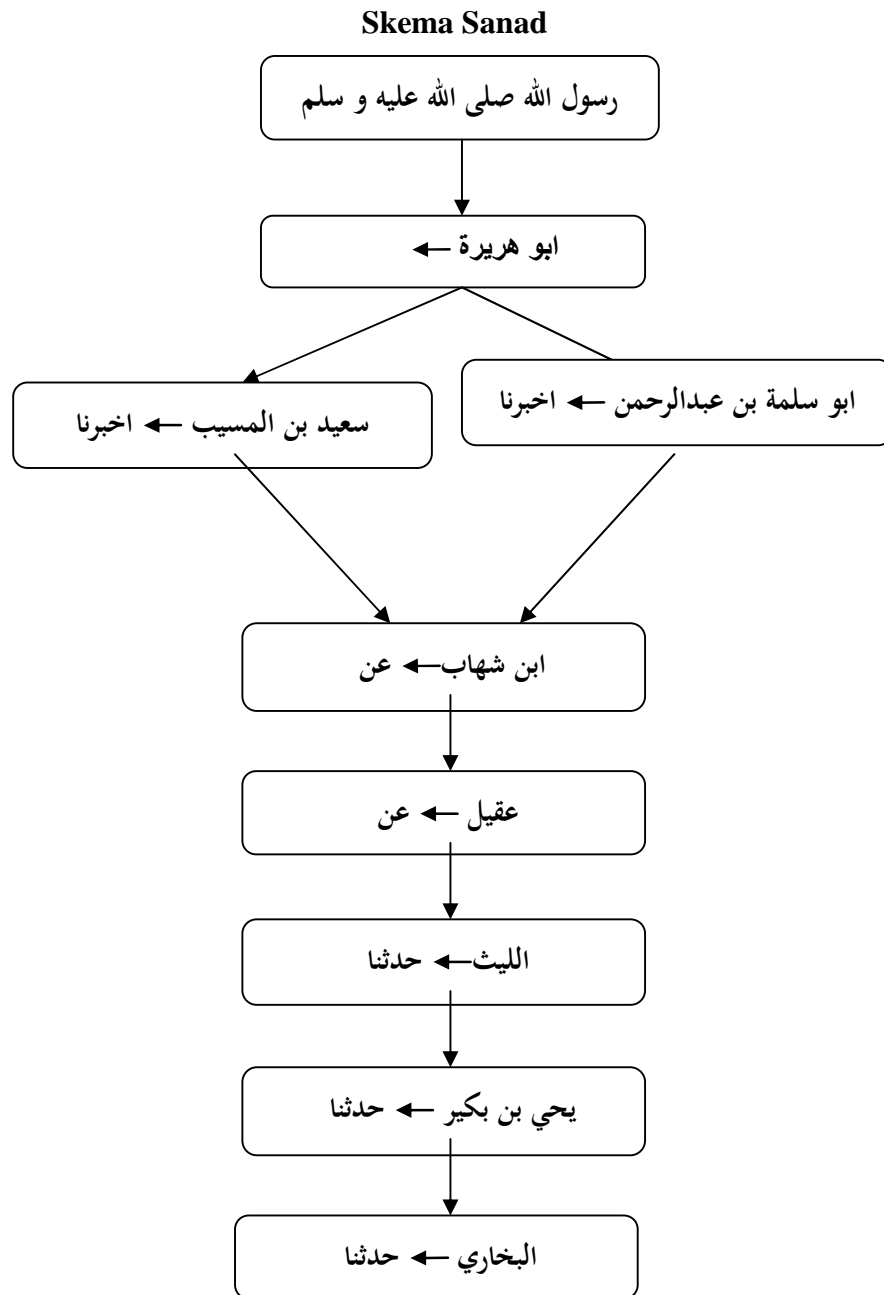 Skema Sanad
رسول الله صلى الله عليه و سلم
ابو هريرة ←
ابو سلمة بن عبدالرحمن ← اخبرنا
سعيد بن المسيب ← اخبرنا
ابن شهاب← عن
عقيل ← عن
الليث← حدثنا
يحي بن بكير ← حدثنا
البخاري ← حدثنا